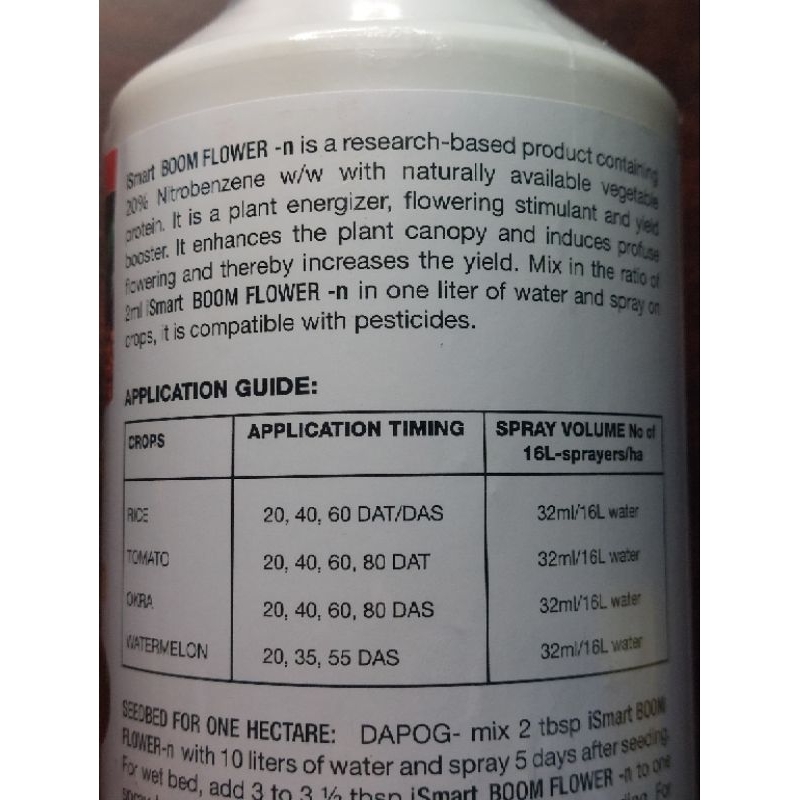 iSmart BOOM FLOWER -n is a research-based product containing
20% Nitrobenzene w/w with naturally available vegetable
protein. It is a plant energizer, flowering stimulant and yield
booster. It enhances the plant canopy and induces profuse
flowering and thereby increases the yield. Mix in the ratio of
2ml iSmart BOOM FLOWER -n in one liter of water and spray on
crops, it is compatible with pesticides.
APPLICATION GUIDE:
CROPS APPLICATION TIMING SPRAY VOLUME No of
16L-sprayers/ha
RICE 20, 40, 60 DAT/DAS 32ml/16L water
TOMATO 20, 40, 60, 80 DAT 32ml/16L water
OKRA 20, 40, 60, 80 DAS 32ml/16L water
WATERMELON 20, 35, 55 DAS 32ml/16L water
SEEDBED FOR ONE HECTARE: DAPOG- mix 2 tbsp iSmart BOOM
FLOWER-n with 10 liters of water and spray 5 days after seeding.
For wet bed, add 3 to 3 ½ tbsp iSmart BOOM FLOWER -n to one
For